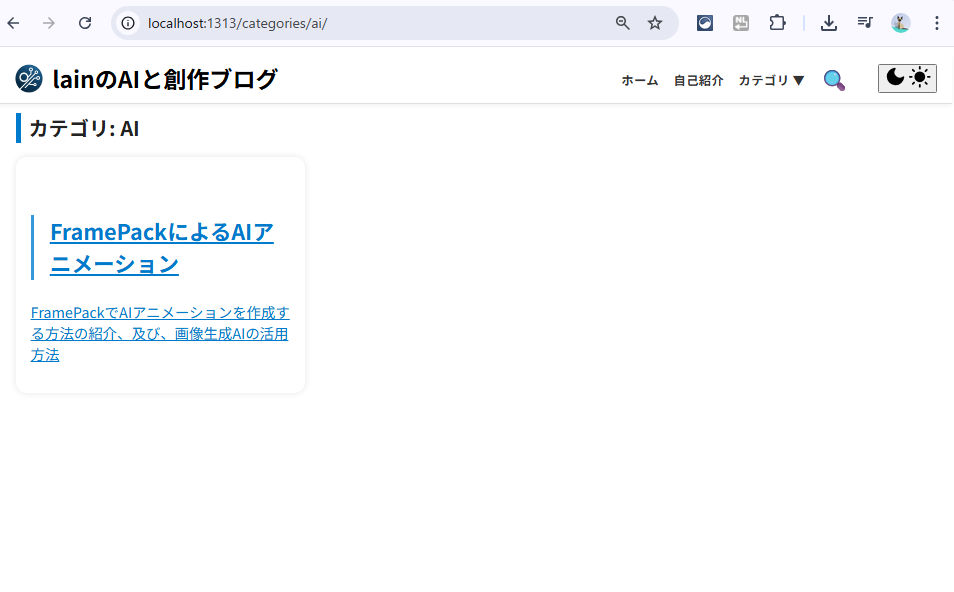 localhost:1313/categories/ai/
NL
lainのAIと創作ブログ
ホーム 自己紹介 カテゴリ ▼
カテゴリ: AI
FramePackによるAIア
ニメーション
FramePackでAIアニメーションを作成す
る方法の紹介、及び、画像生成AIの活用
方法